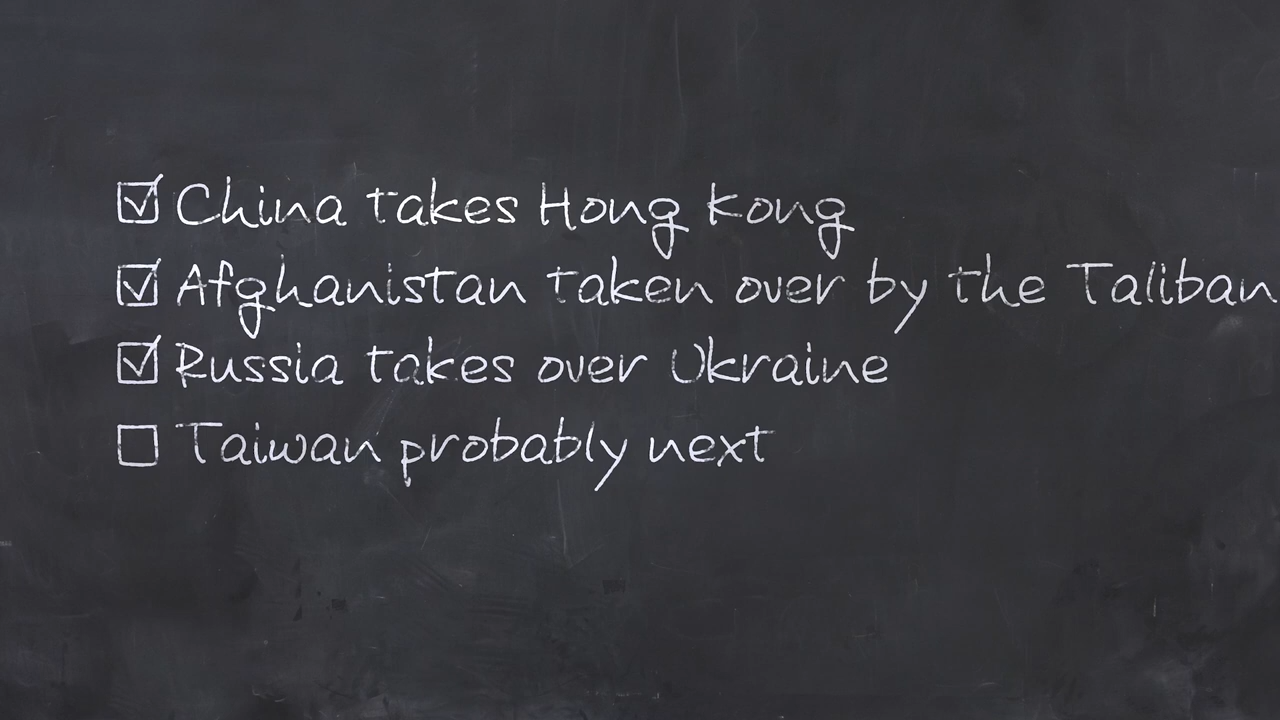 China takes Hong Kong
Afghanistan taken over by the Taliban
Russia takes over Ukraine
Taiwan probably next